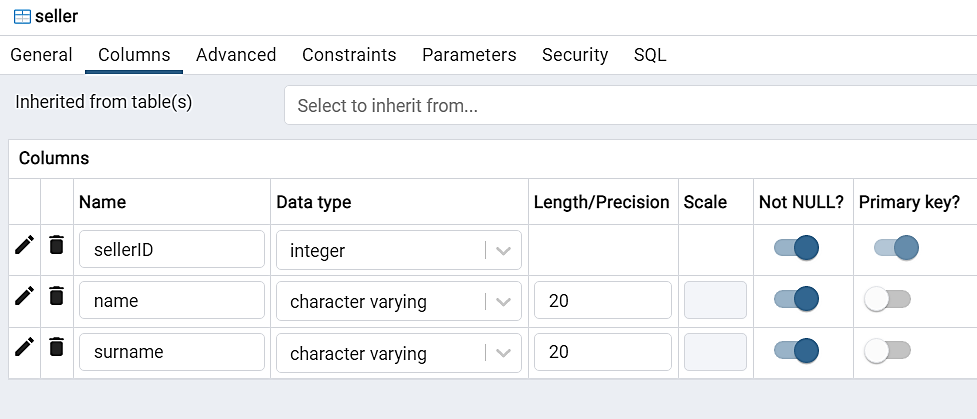 seller
General Columns Advanced Constraints Parameters Security SQL
Inherited from table(s) Select to inherit from...
Columns
Name Data type Length/Precision Scale Not NULL? Primary key?
sellerID integer
name character varying 20
surname character varying 20